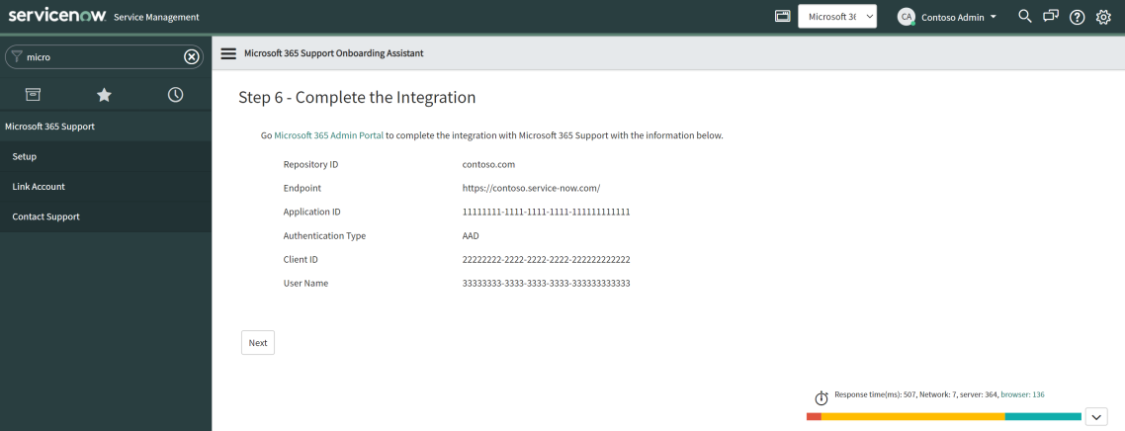 servicenow Service Management
Microsoft 36
CA Contoso Admin
micro
Microsoft 365 Support Onboarding Assistant
Microsoft 365 Support
Setup
Link Account
Contact Support
Step 6 - Complete the Integration
Go Microsoft 365 Admin Portal to complete the integration with Microsoft 365 Support with the information below.
Repository ID contoso.com
Endpoint https://contoso.service-now.com/
Application ID 11111111-1111-1111-1111-111111111111
Authentication Type AAD
Client ID 22222222-2222-2222-2222-222222222222
User Name 33333333-3333-3333-3333-333333333333
Next
Response time(ms): 507, Network: 7, server: 364, browser: 136